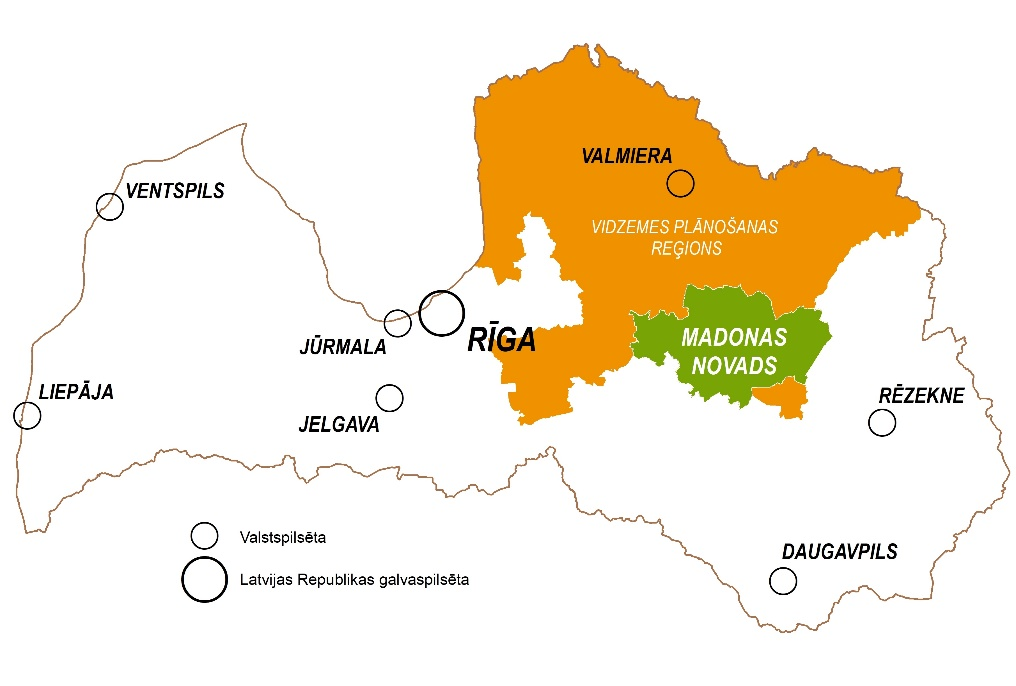 VALMIERA
VENTSPILS
VIDZEMES PLĀNOŠANAS
REĢIONS
RĪGA
MADONAS
NOVADS
JŪRMALA
LIEPĀJA
RĒZEKNE
JELGAVA
Valstspilsēta
DAUGAVPILS
Latvijas Republikas galvaspilsēta